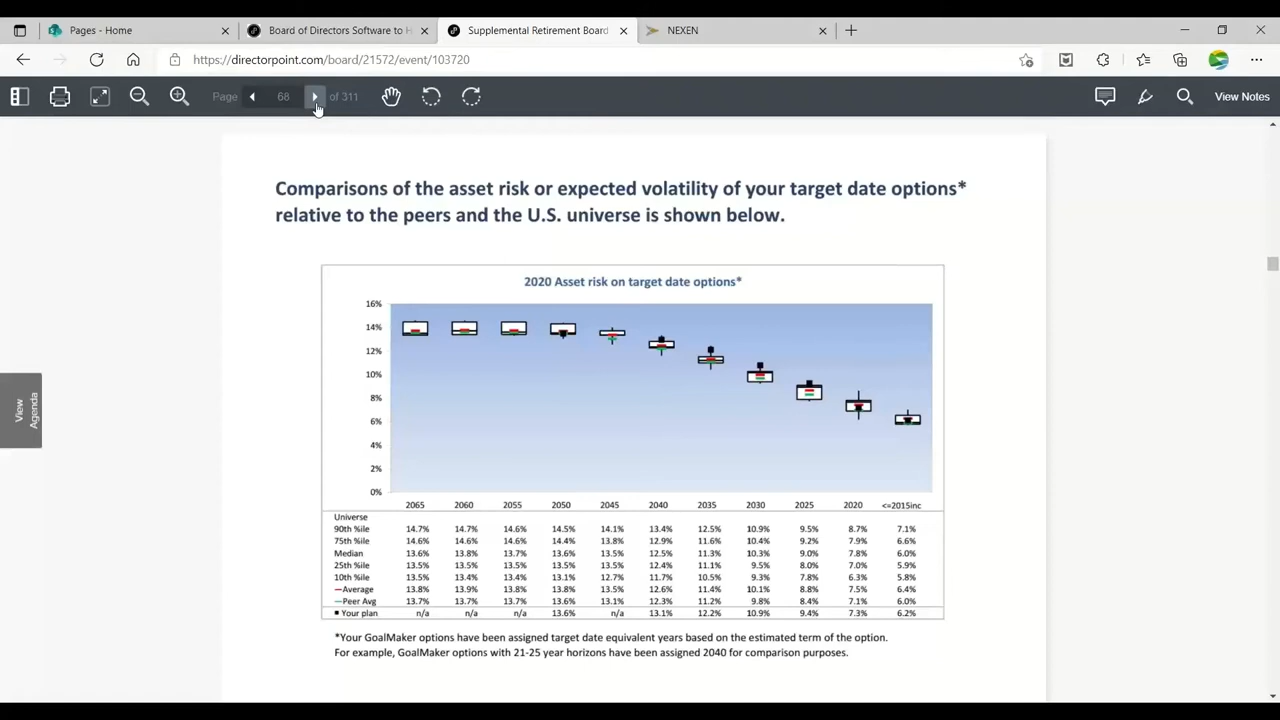 Pages - Home
Board of Directors Software to H
Supplemental Retirement Board
NEXEN
https://directorpoint.com/board/21572/event/103720
Page 68 of 311
View Notes
View Agenda
Comparisons of the asset risk or expected volatility of your target date options*
relative to the peers and the U.S. universe is shown below.
2020 Asset risk on target date options*
16%
14%
12%
10%
8%
6%
4%
2%
0%
2065 2060 2055 2050 2045 2040 2035 2030 2025 2020 <=2015inc
Universe
90th %ile 14.7% 14.7% 14.6% 14.5% 14.1% 13.4% 12.5% 10.9% 9.5% 8.7% 7.1%
75th %ile 14.6% 14.6% 14.6% 14.4% 13.8% 12.9% 11.6% 10.4% 9.2% 7.9% 6.6%
Median 13.6% 13.8% 13.7% 13.6% 13.5% 12.5% 11.3% 10.3% 9.0% 7.8% 6.0%
25th %ile 13.5% 13.5% 13.5% 13.5% 13.5% 12.4% 11.1% 9.5% 8.0% 7.0% 5.9%
10th %ile 13.5% 13.4% 13.4% 13.1% 12.7% 11.7% 10.5% 9.3% 7.8% 6.3% 5.8%
Average 13.8% 13.9% 13.8% 13.8% 13.5% 12.6% 11.4% 10.1% 8.8% 7.5% 6.4%
Peer Avg 13.7% 13.7% 13.7% 13.6% 13.1% 12.3% 11.2% 9.8% 8.4% 7.1% 6.0%
Your plan n/a n/a n/a 13.6% n/a 13.1% 12.2% 10.9% 9.4% 7.3% 6.2%
*Your GoalMaker options have been assigned target date equivalent years based on the estimated term of the option.
For example, GoalMaker options with 21-25 year horizons have been assigned 2040 for comparison purposes.